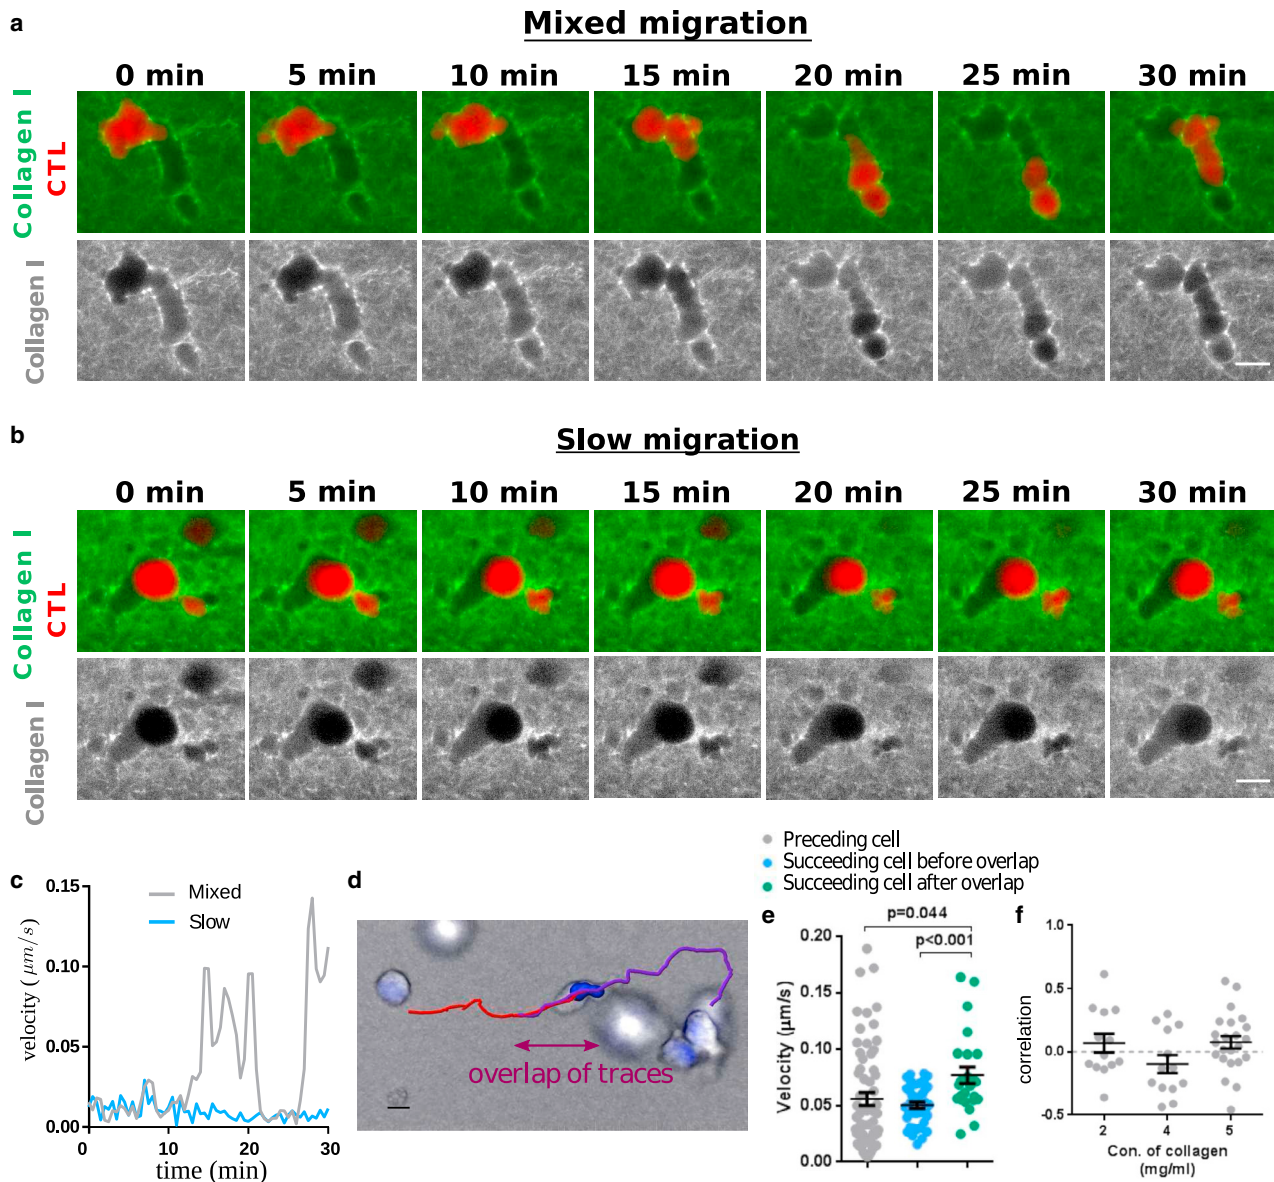 a
Mixed migration
0 min 5 min 10 min 15 min 20 min 25 min 30 min
Collagen I
CTL
Collagen I
b
Slow migration
0 min 5 min 10 min 15 min 20 min 25 min 30 min
Collagen I
CTL
Collagen I
Preceding cell
Succeeding cell before overlap
Succeeding cell after overlap
c
Mixed
Slow
0.15
0.10
0.05
0.00
velocity (μm/s)
0 10 20 30
time (min)
d
overlap of traces
e
p=0.044
p<0.001
0.20
0.15
0.10
0.05
0.00
Velocity (μm/s)
f
1.0
0.5
0.0
-0.5
correlation
2 4 5
Con. of collagen
(mg/ml)